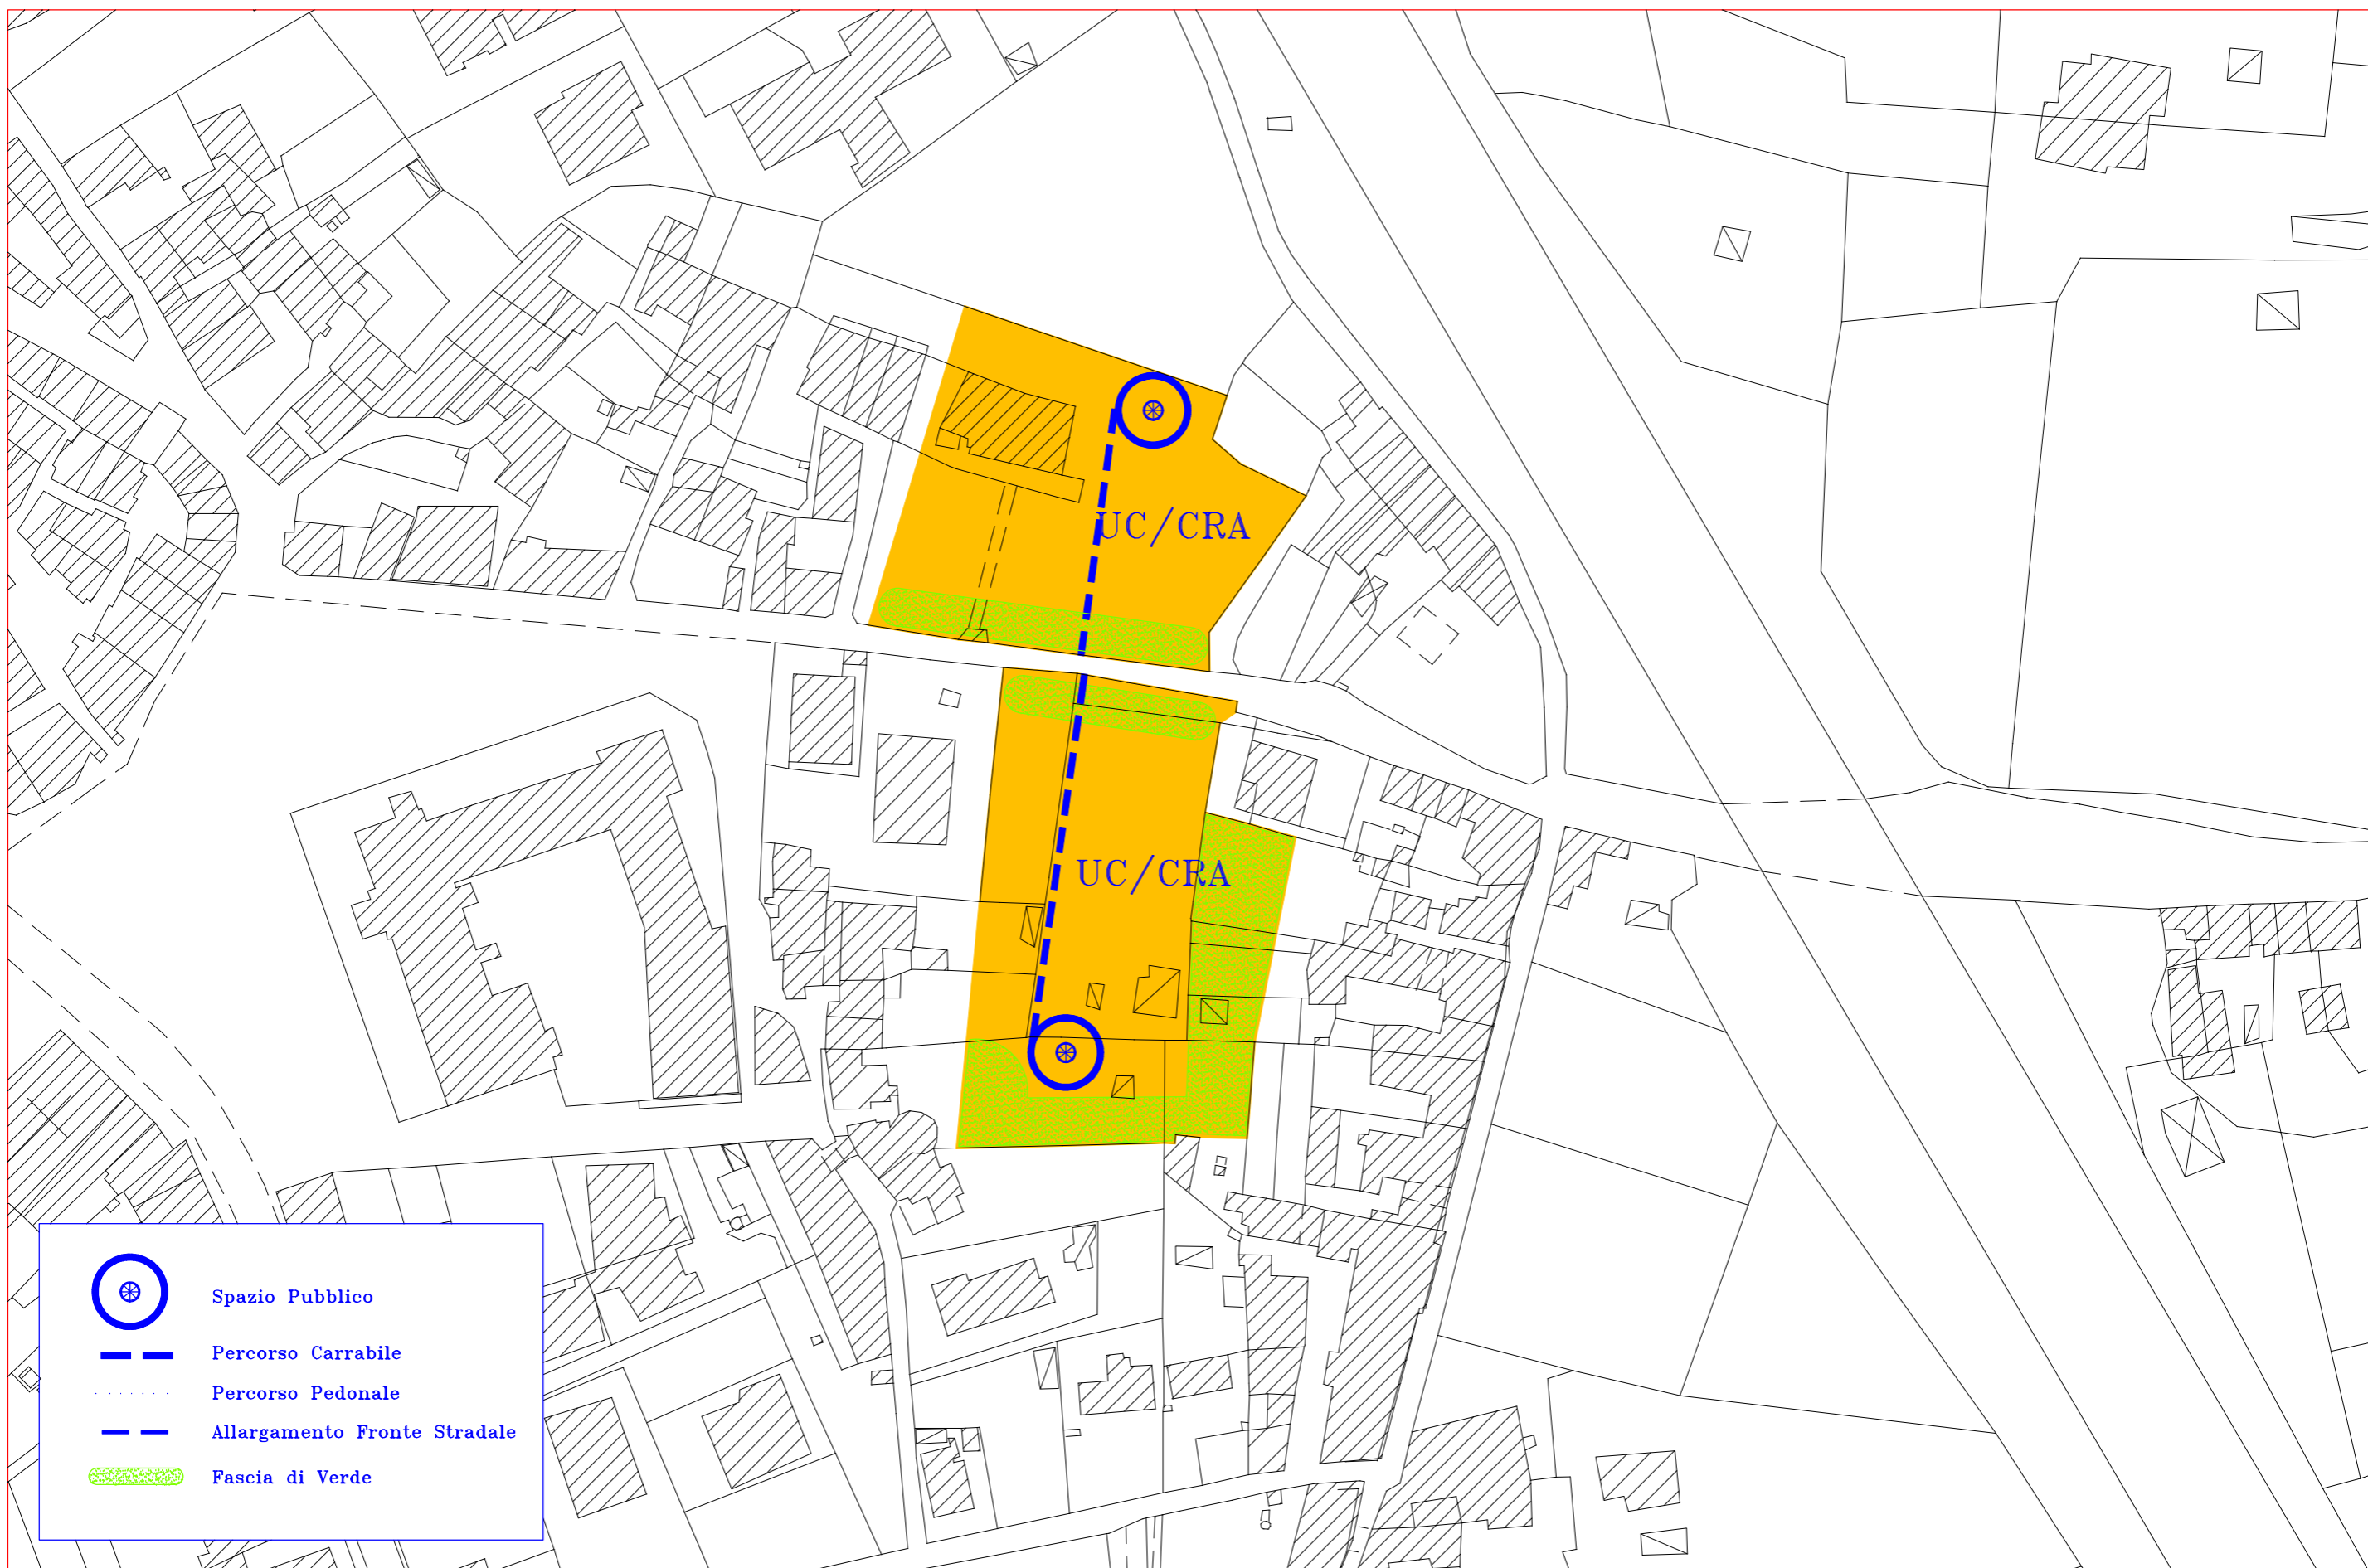 UC/CRA
UC/CRA
Spazio Pubblico
Percorso Carrabile
Percorso Pedonale
Allargamento Fronte Stradale
Fascia di Verde